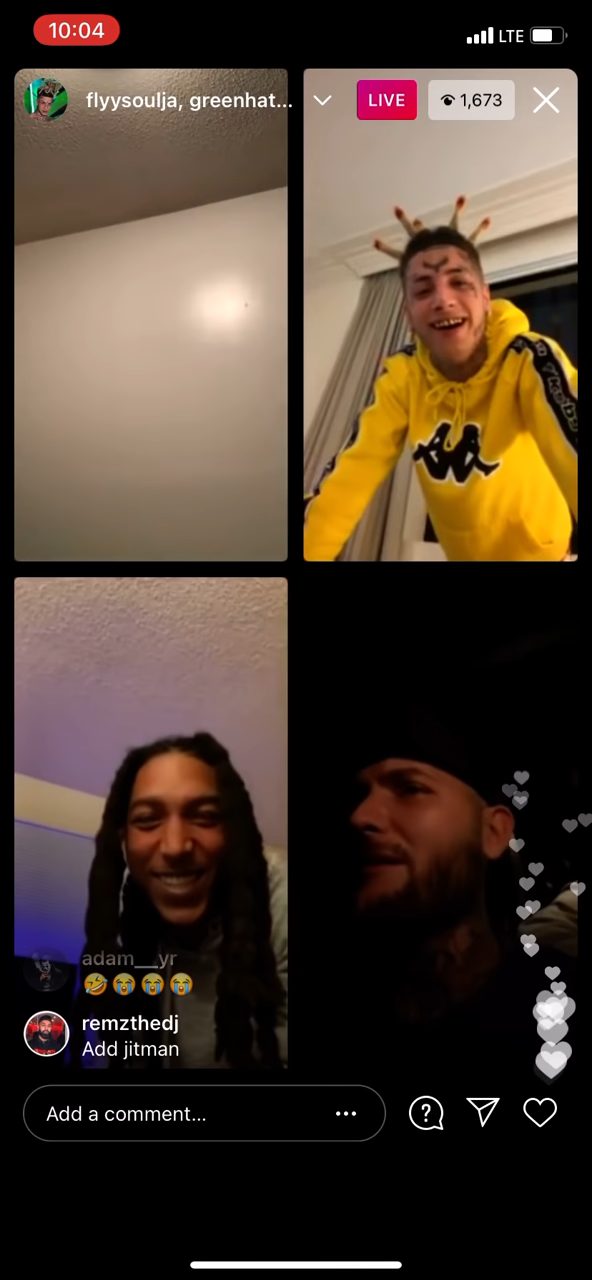 10:04
LTE
flyysoulja, greenhat...
LIVE
1,673
adam__yr
🤣😭😭😭
remzthedj
Add jitman
Add a comment...